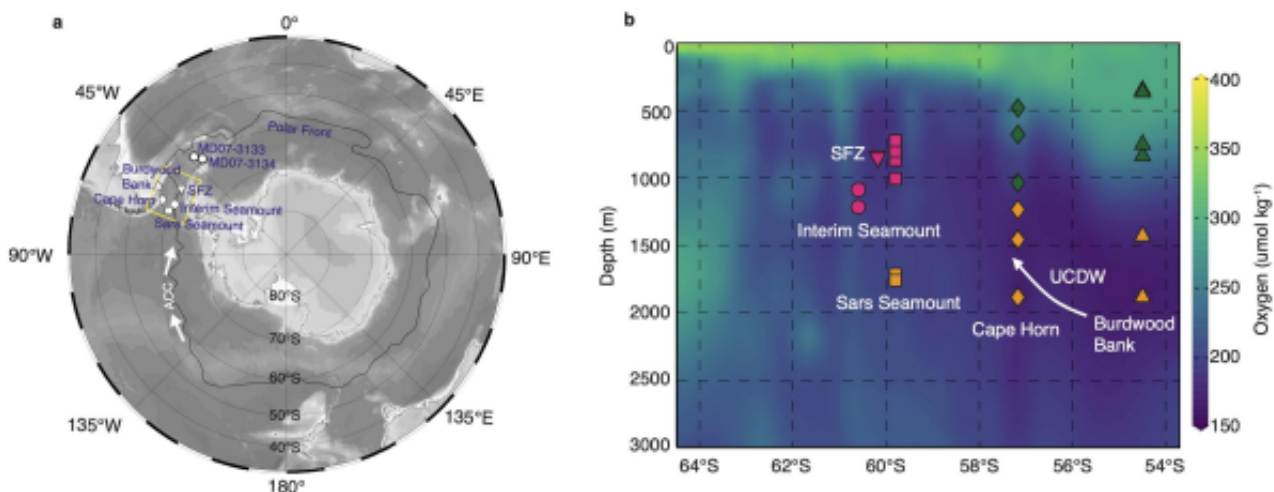 a
0°
45°W
45°E
Polar Front
MD07-3133
MD07-3134
Burdwood
Bank
SFZ
Cape Horn
Interim Seamount
Sars Seamount
90°W
90°E
ACC
80°S
70°S
60°S
50°S
40°S
135°W
135°E
180°
b
0
500
1000
1500
2000
2500
3000
Depth (m)
SFZ
Interim Seamount
Sars Seamount
UCDW
Cape Horn
Burdwood
Bank
64°S
62°S
60°S
58°S
56°S
54°S
400
350
300
250
200
150
Oxygen (umol kg⁻¹)